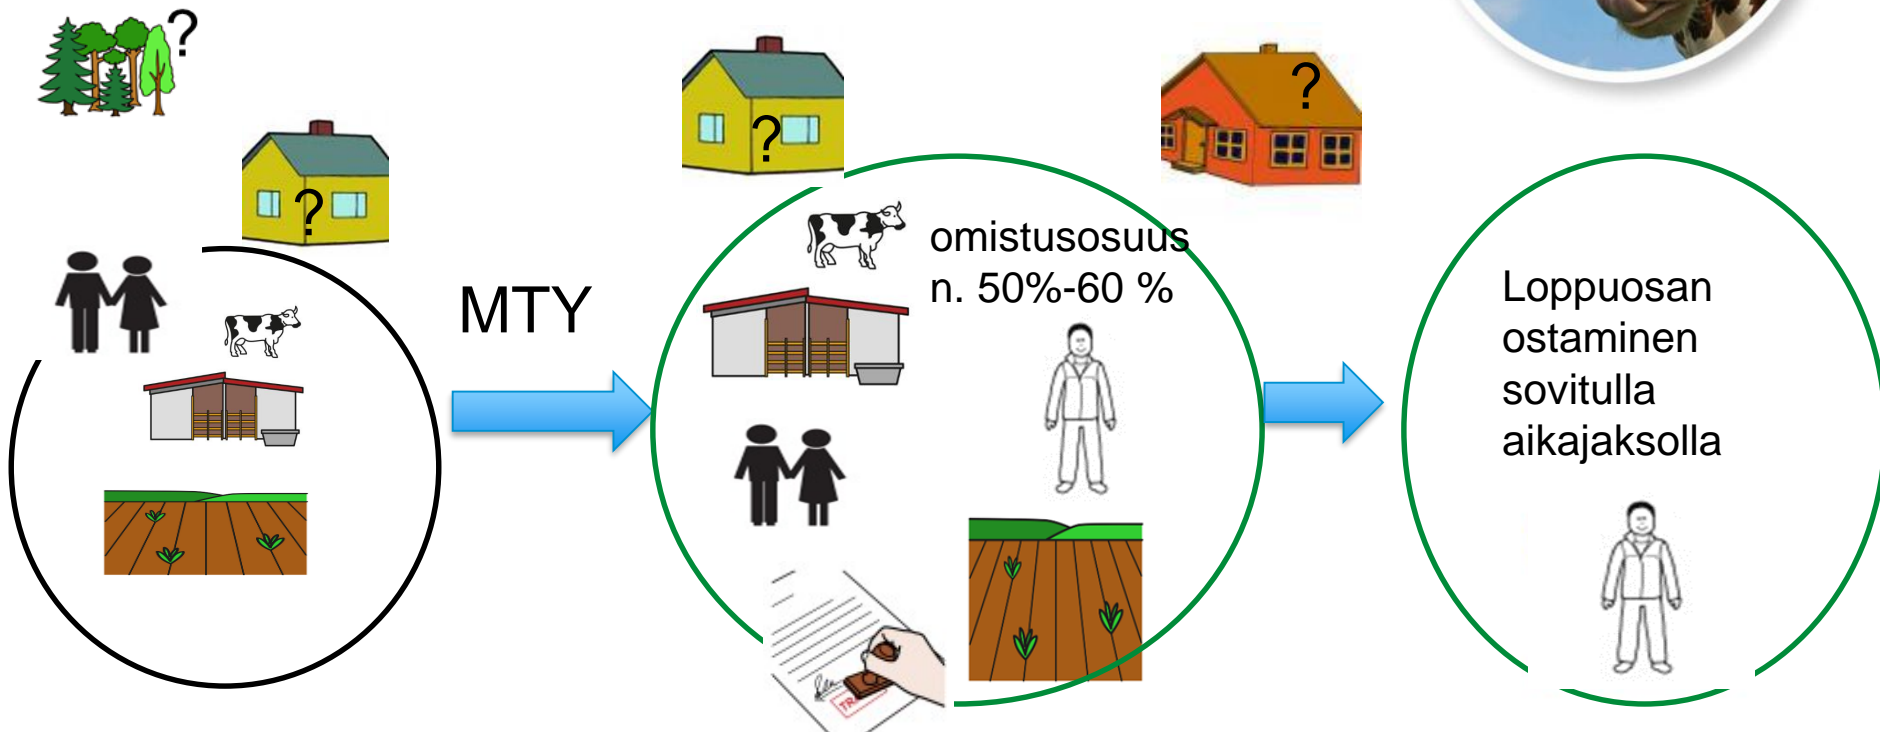 ?
?
?
?
MTY
omistusosuus
n. 50%-60 %
Loppuosan
ostaminen
sovitulla
aikajaksolla